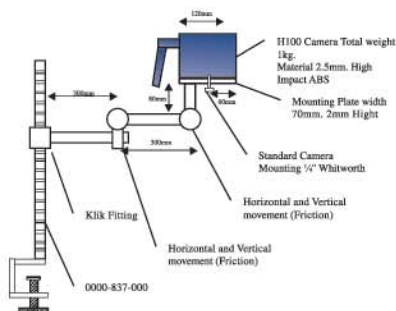 120mm
H100 Camera Total weight
1kg.
Material 2.5mm. High
Impact ABS
Mounting Plate width
70mm. 2mm Hight
300mm
80mm
60mm
300mm
Standard Camera
Mounting ¼" Whitworth
Horizontal and Vertical
movement (Friction)
Klik Fitting
Horizontal and Vertical
movement (Friction)
0000-837-000